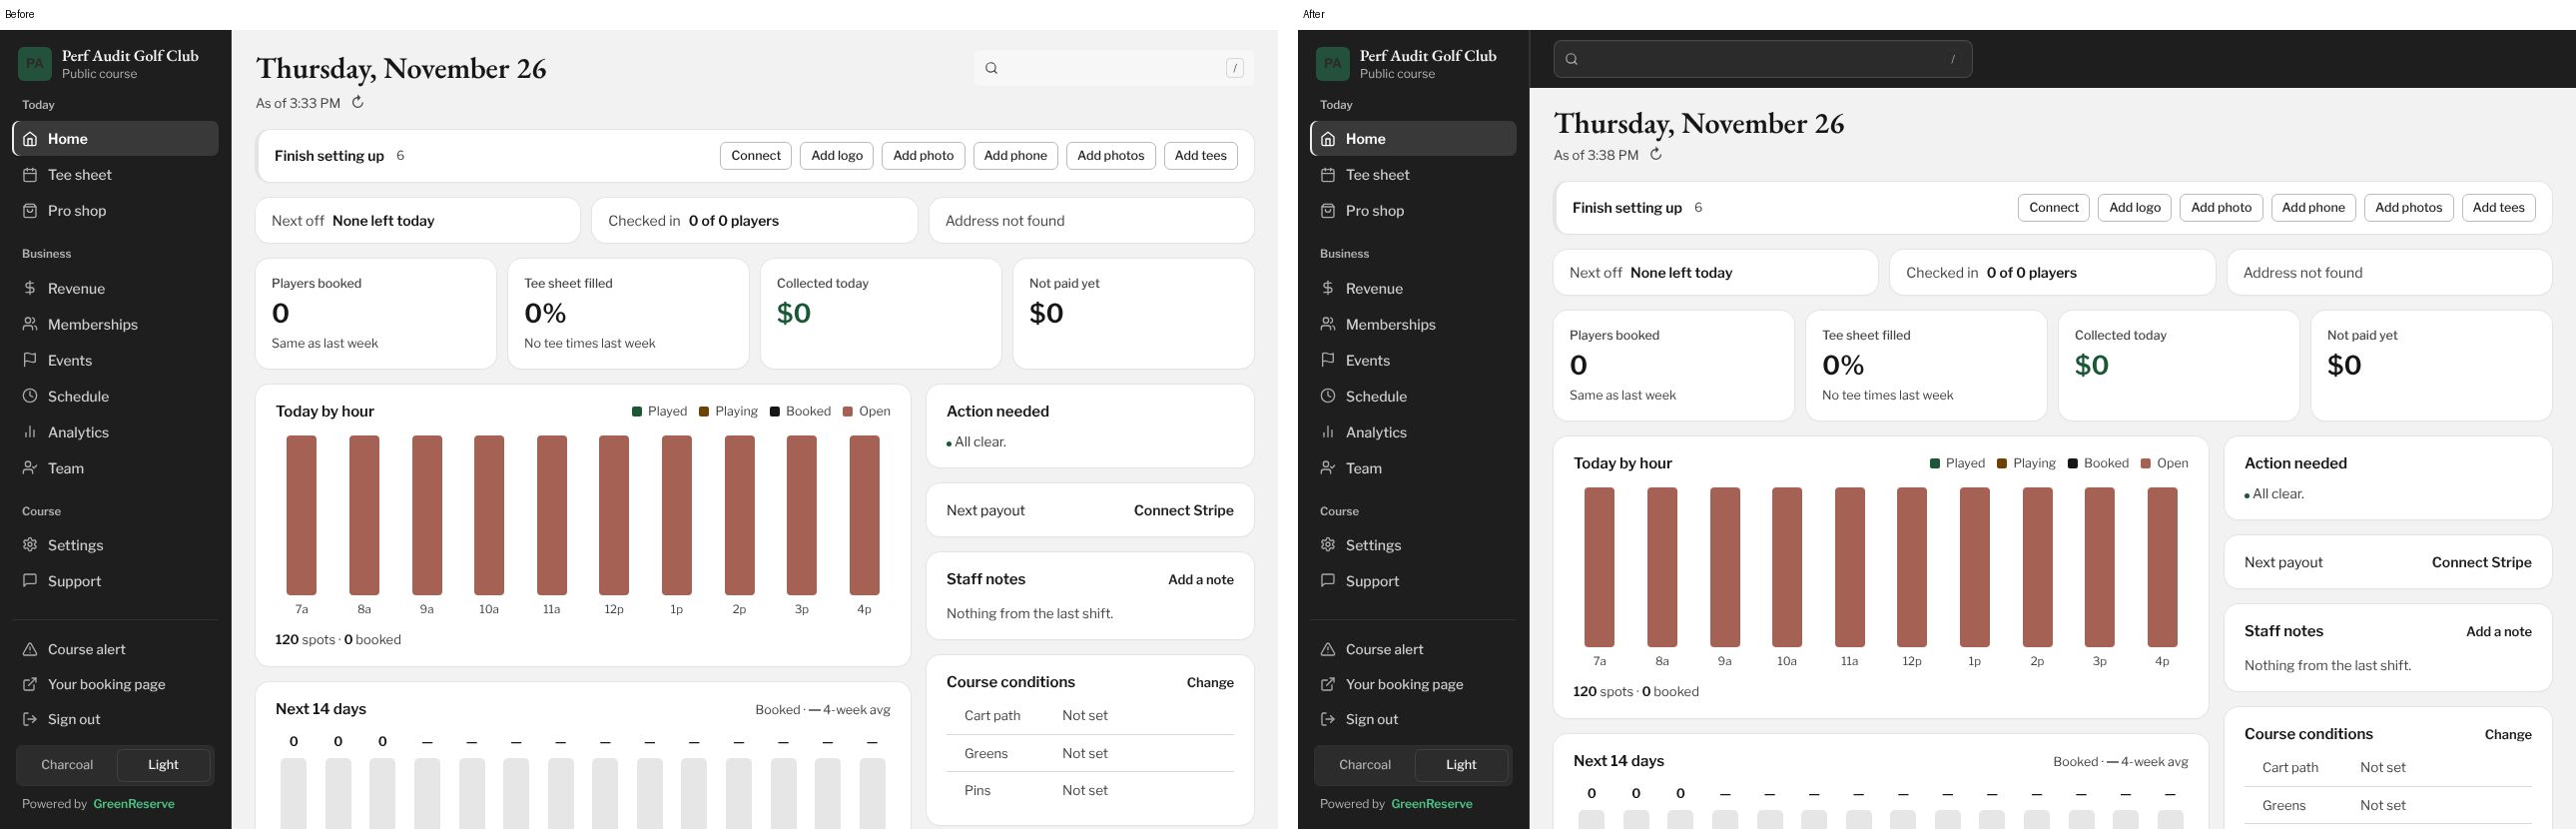 Before
PA
Perf Audit Golf Club
Public course
Today
Home
Tee sheet
Pro shop
Business
Revenue
Memberships
Events
Schedule
Analytics
Team
Course
Settings
Support
Course alert
Your booking page
Sign out
Charcoal Light
Powered by GreenReserve
Thursday, November 26
/
As of 3:33 PM
Finish setting up 6 Connect Add logo Add photo Add phone Add photos Add tees
Next off None left today Checked in 0 of 0 players Address not found
Players booked Tee sheet filled Collected today Not paid yet
0 0% $0 $0
Same as last week No tee times last week
Today by hour Played Playing Booked Open
7a 8a 9a 10a 11a 12p 1p 2p 3p 4p
120 spots · 0 booked
Next 14 days Booked · — 4-week avg
0 0 0 — — — — — — — — — — —
Action needed
All clear.
Next payout Connect Stripe
Staff notes Add a note
Nothing from the last shift.
Course conditions Change
Cart path Not set
Greens Not set
Pins Not set
After
PA
Perf Audit Golf Club
Public course
Today
Home
Tee sheet
Pro shop
Business
Revenue
Memberships
Events
Schedule
Analytics
Team
Course
Settings
Support
Course alert
Your booking page
Sign out
Charcoal Light
Powered by GreenReserve
/
Thursday, November 26
As of 3:38 PM
Finish setting up 6 Connect Add logo Add photo Add phone Add photos Add tees
Next off None left today Checked in 0 of 0 players Address not found
Players booked Tee sheet filled Collected today Not paid yet
0 0% $0 $0
Same as last week No tee times last week
Today by hour Played Playing Booked Open
7a 8a 9a 10a 11a 12p 1p 2p 3p 4p
120 spots · 0 booked
Next 14 days Booked · — 4-week avg
0 0 0 — — — — — — — — — — —
Action needed
All clear.
Next payout Connect Stripe
Staff notes Add a note
Nothing from the last shift.
Course conditions Change
Cart path Not set
Greens Not set